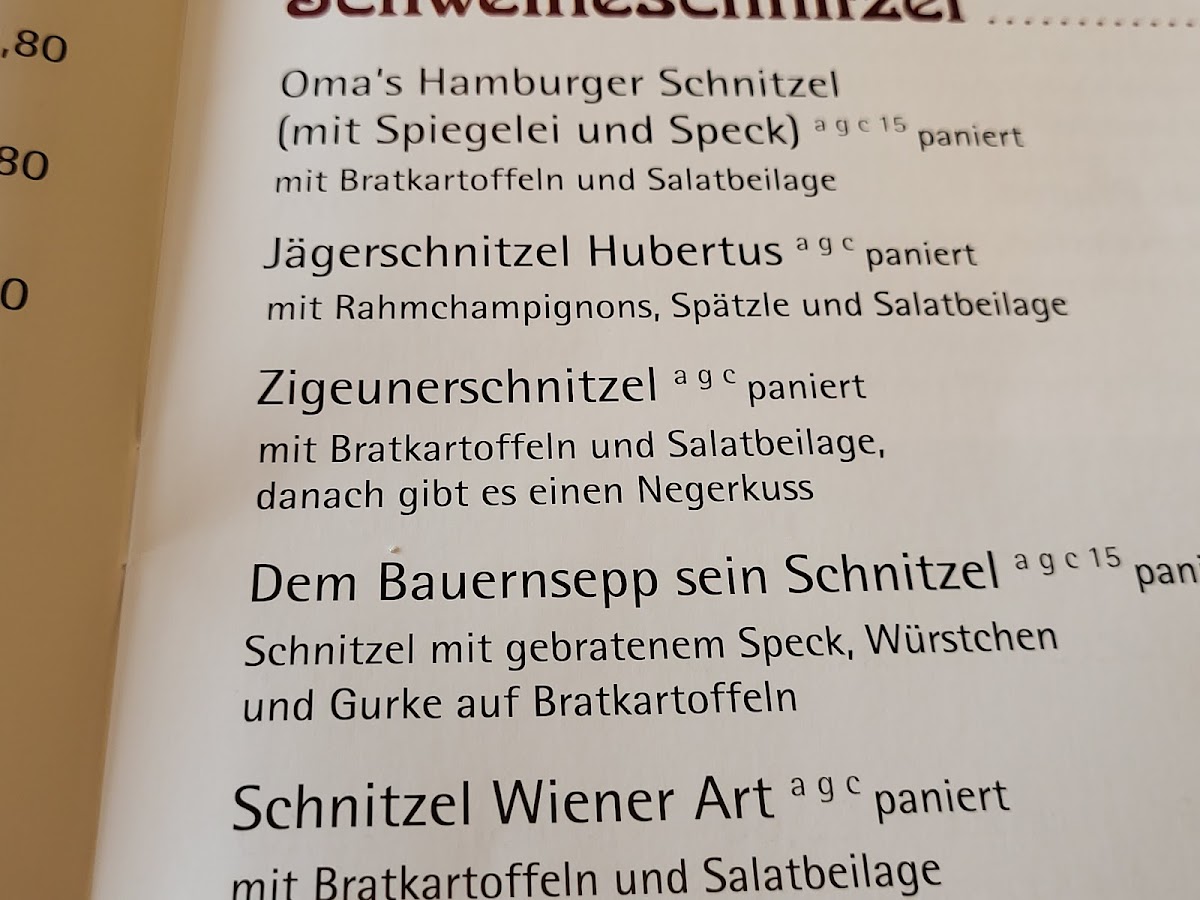 ,80
80
0
Schweineschnitzel ....................
Oma's Hamburger Schnitzel
(mit Spiegelei und Speck) a g c 15 paniert
mit Bratkartoffeln und Salatbeilage
Jägerschnitzel Hubertus a g c paniert
mit Rahmchampignons, Spätzle und Salatbeilage
Zigeunerschnitzel a g c paniert
mit Bratkartoffeln und Salatbeilage,
danach gibt es einen Negerkuss
Dem Bauernsepp sein Schnitzel a g c 15 pani
Schnitzel mit gebratenem Speck, Würstchen
und Gurke auf Bratkartoffeln
Schnitzel Wiener Art a g c paniert
mit Bratkartoffeln und Salatbeilage